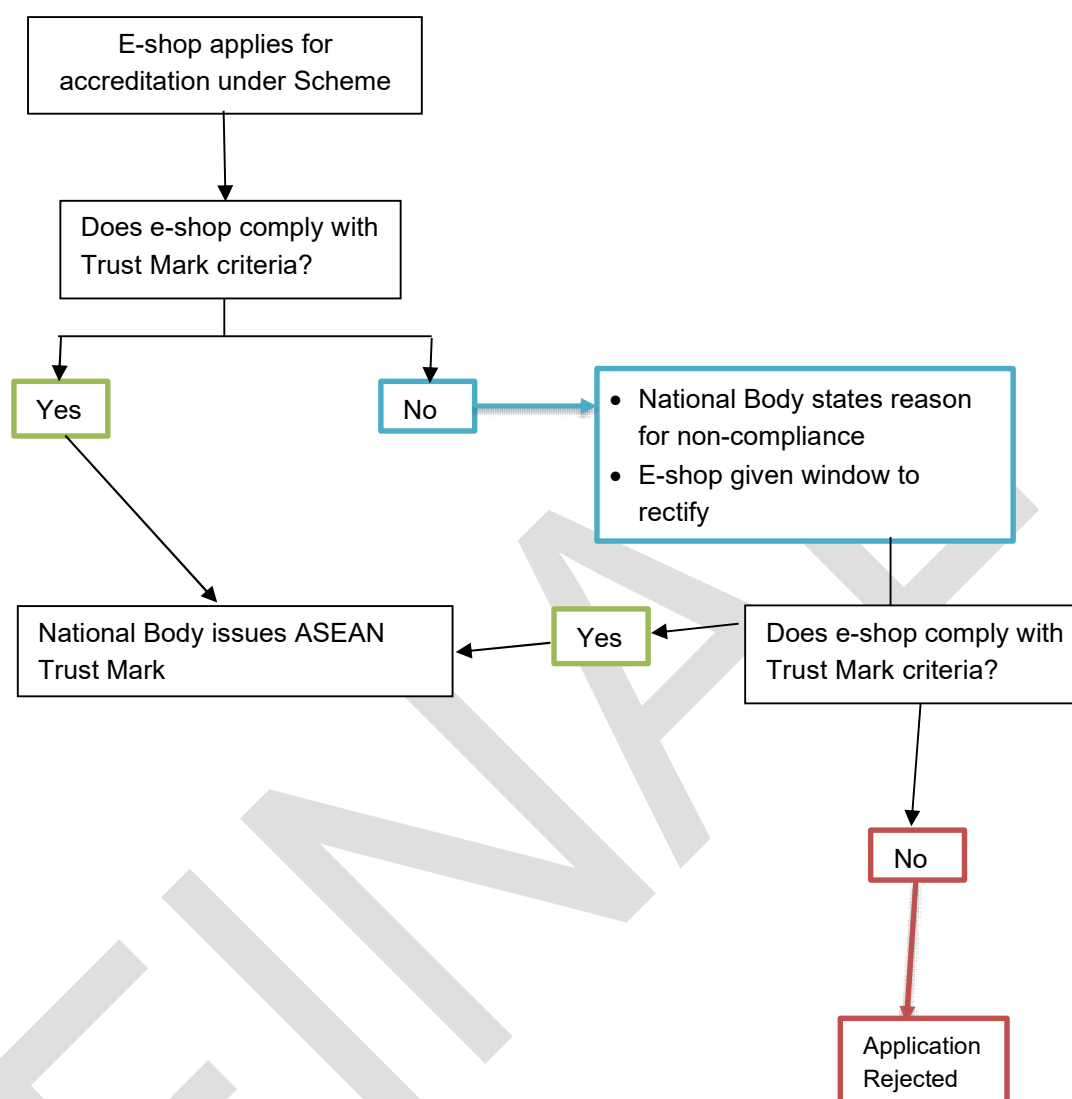 E-shop applies for
accreditation under Scheme
Does e-shop comply with
Trust Mark criteria?
Yes
No
• National Body states reason
for non-compliance
• E-shop given window to
rectify
National Body issues ASEAN
Trust Mark
Yes
Does e-shop comply with
Trust Mark criteria?
No
Application
Rejected
FINAL